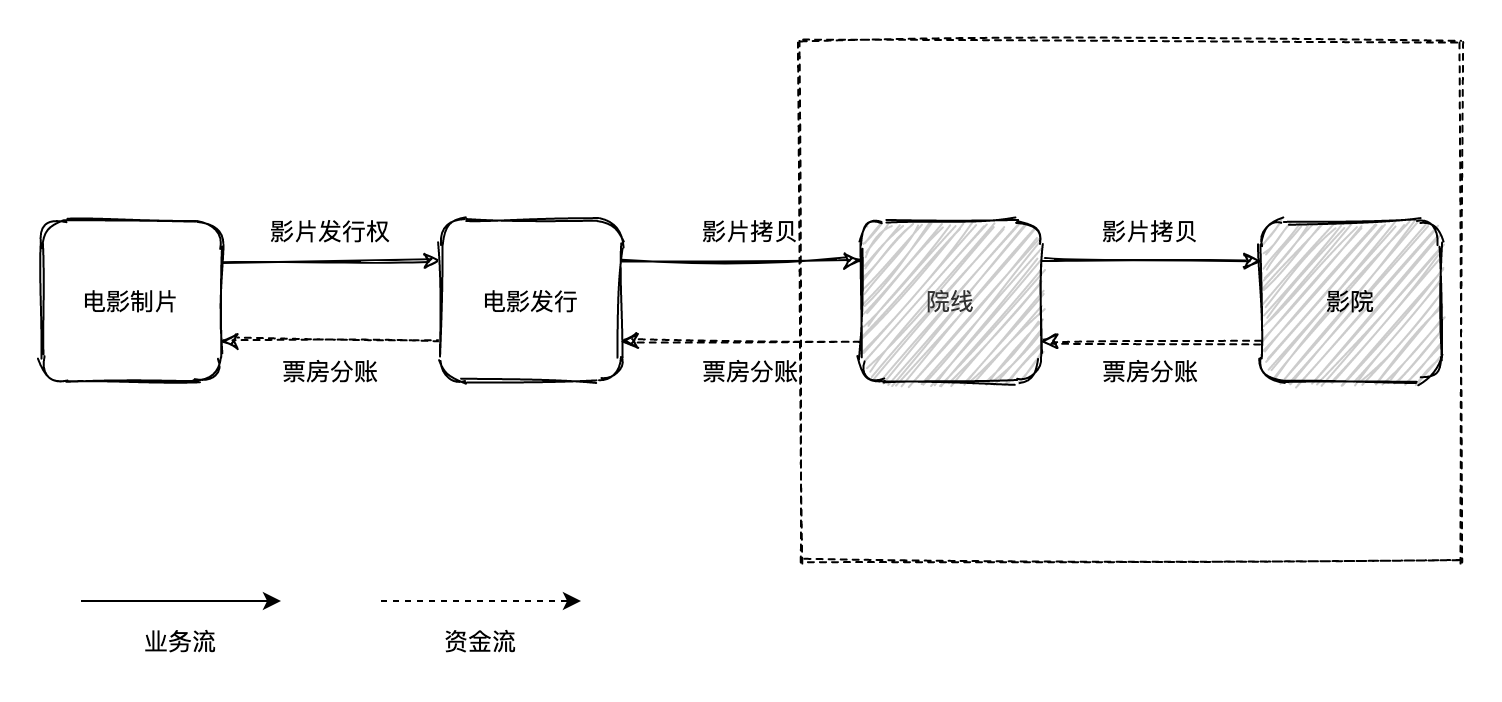 影片发行权
影片拷贝
影片拷贝
电影制片
电影发行
院线
影院
票房分账
票房分账
票房分账
业务流
资金流